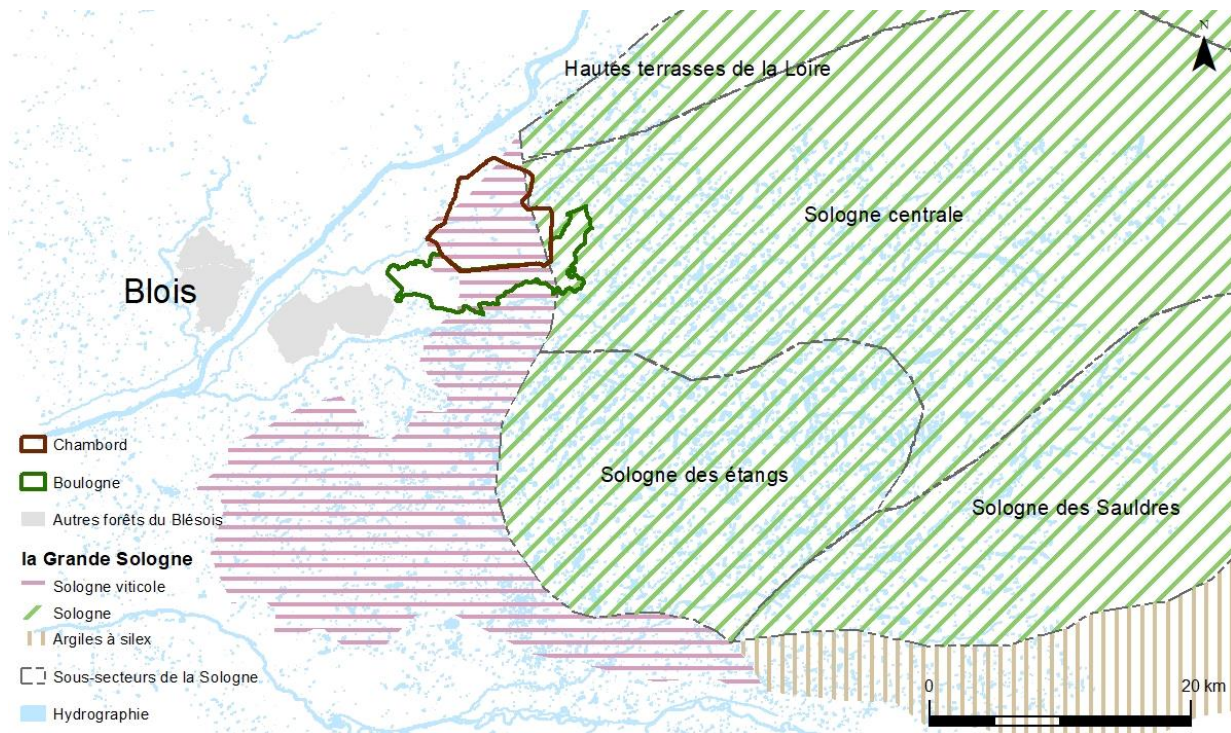 N
Hautes terrasses de la Loire
Sologne centrale
Blois
Sologne des étangs
Sologne des Sauldres
Chambord
Boulogne
Autres forêts du Blésois
la Grande Sologne
Sologne viticole
Sologne
Argiles à silex
Sous-secteurs de la Sologne
Hydrographie
0 20 km